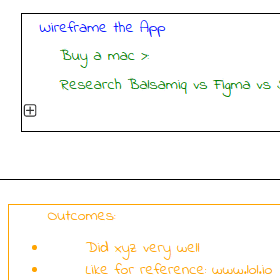 wireframe the App
Buy a mac >:
Research Balsamiq vs Figma vs
Outcomes:
Did xyz very well
Like for reference: www.lol.io